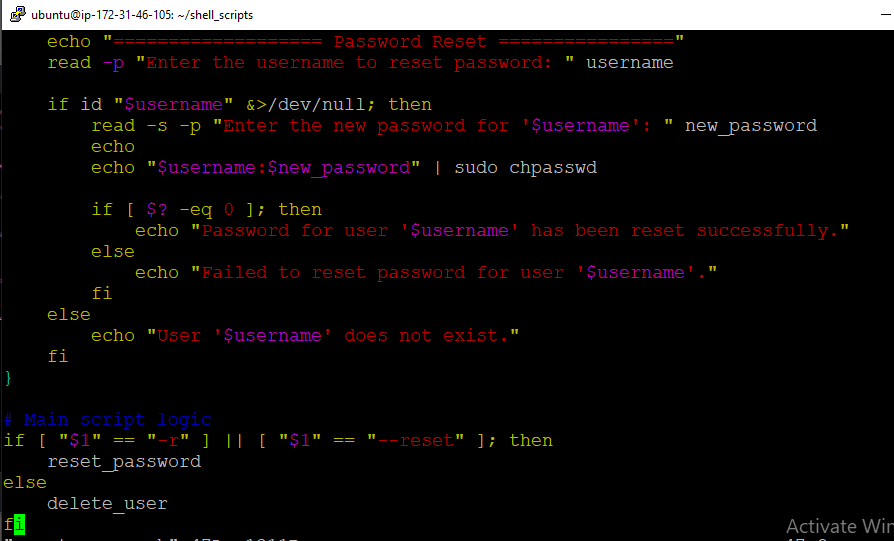 ubuntu@ip-172-31-46-105: ~/shell_scripts
    echo "=================== Password Reset ================"
    read -p "Enter the username to reset password: " username

    if id "$username" &>/dev/null; then
        read -s -p "Enter the new password for '$username': " new_password
        echo
        echo "$username:$new_password" | sudo chpasswd

        if [ $? -eq 0 ]; then
            echo "Password for user '$username' has been reset successfully."
        else
            echo "Failed to reset password for user '$username'."
        fi
    else
        echo "User '$username' does not exist."
    fi
}

# Main script logic
if [ "$1" == "-r" ] || [ "$1" == "--reset" ]; then
    reset_password
else
    delete_user
fi
Activate Win